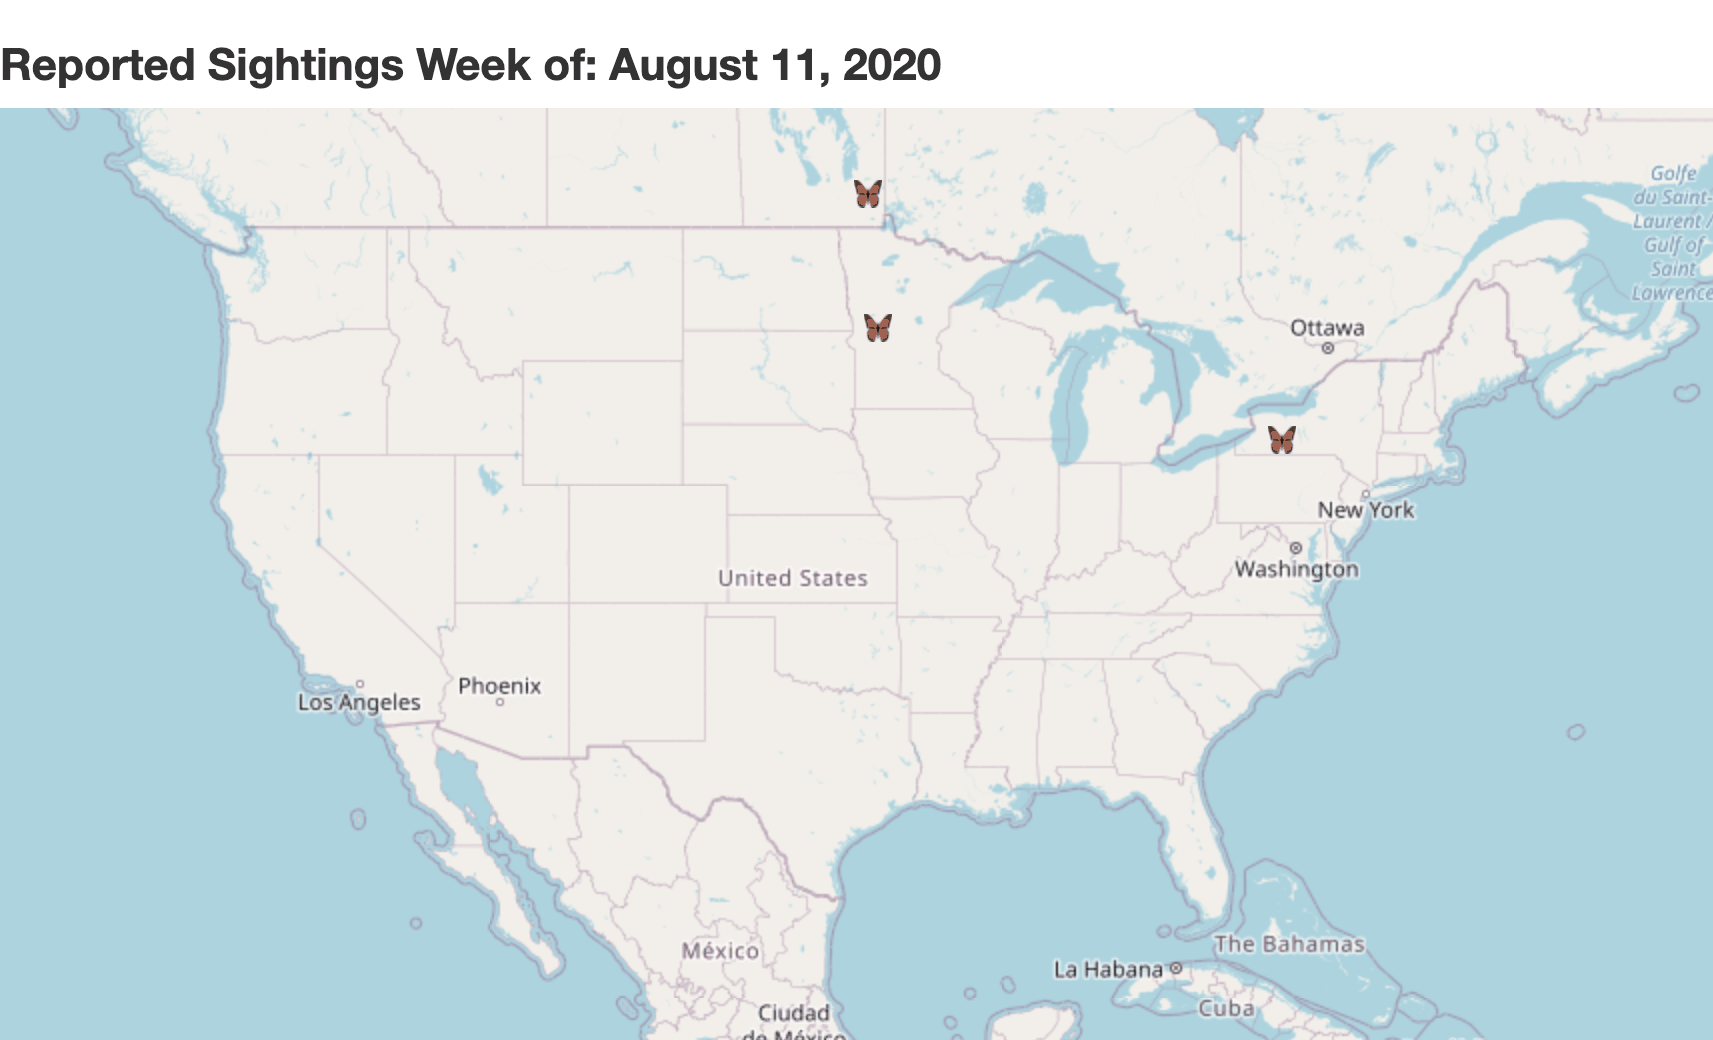 Reported Sightings Week of: August 11, 2020
Golfe
du Saint-
Laurent /
Gulf of
Saint
Lawrence
Ottawa
New York
Washington
United States
Phoenix
Los Angeles
México
The Bahamas
La Habana
Cuba
Ciudad
de México